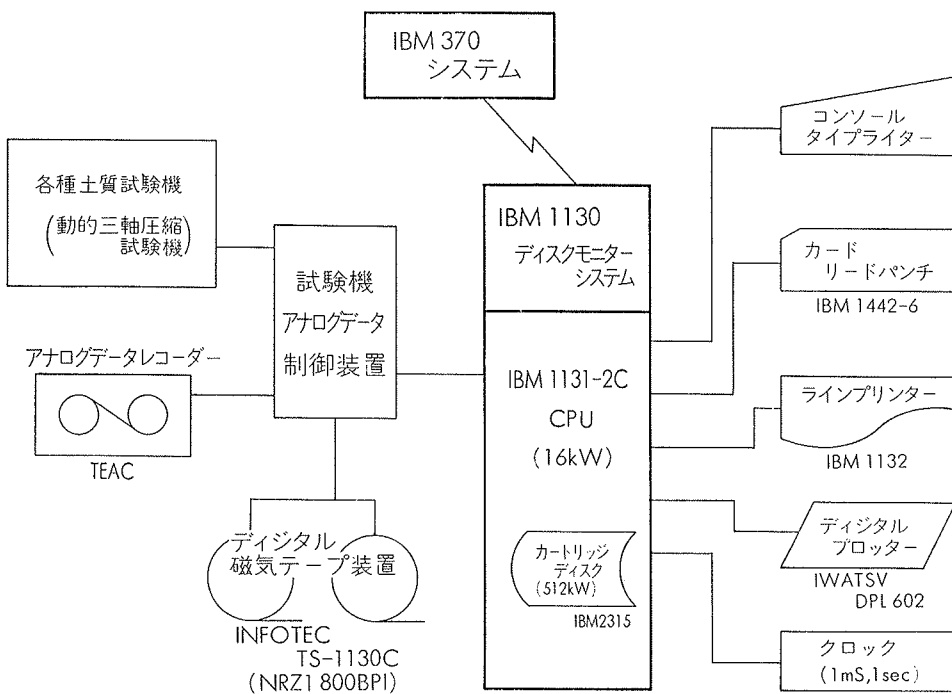 IBM 370
システム
コンソール
タイプライター
各種土質試験機
(動的三軸圧縮
試験機)
試験機
アナログデータ
制御装置
IBM 1130
ディスクモニター
システム
カード
リードパンチ
IBM 1442-6
アナログデータレコーダー
TEAC
IBM 1131-2C
CPU
(16kW)
ラインプリンター
IBM 1132
ディジタル
磁気テープ装置
INFOTEC
TS-1130C
(NRZ1 800BPI)
カートリッジ
ディスク
(512kW)
IBM2315
ディジタル
プロッター
IWATSV
DPL 602
クロック
(1mS,1sec)